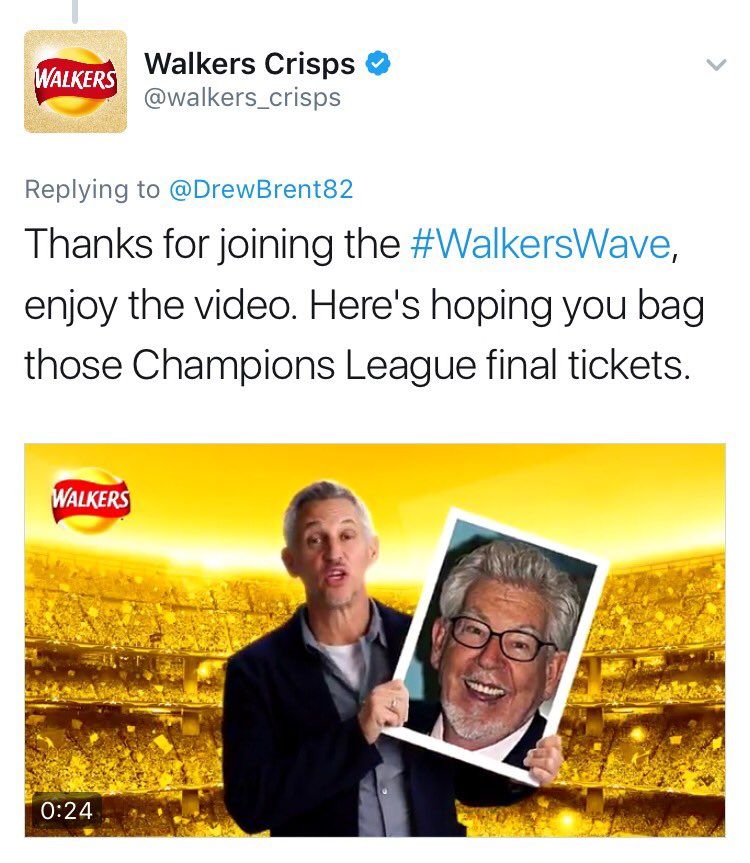 WALKERS
Walkers Crisps
@walkers_crisps
Replying to @DrewBrent82
Thanks for joining the #WalkersWave,
enjoy the video. Here's hoping you bag
those Champions League final tickets.
WALKERS
0:24